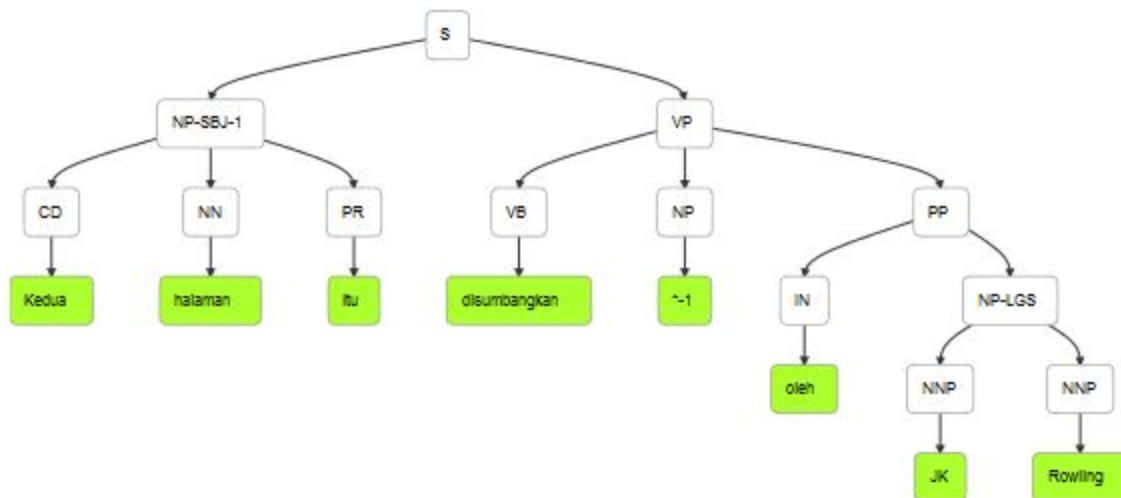 S
NP-SBJ-1 VP
CD NN PR VB NP PP
Kedua halaman itu disumbangkan *-1 IN NP-LGS
oleh NNP NNP
JK Rowling